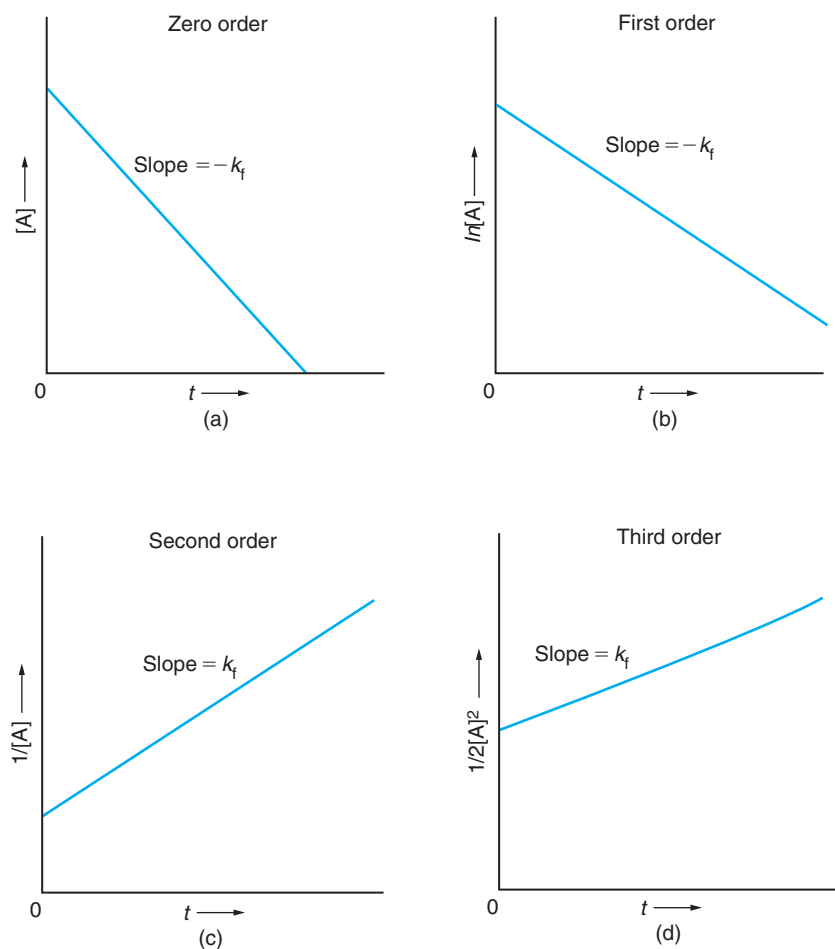 Zero order
[A]
Slope = −kf
0
t
(a)
First order
ln[A]
Slope = −kf
0
t
(b)
Second order
1/[A]
Slope = kf
0
t
(c)
Third order
1/2[A]²
Slope = kf
0
t
(d)